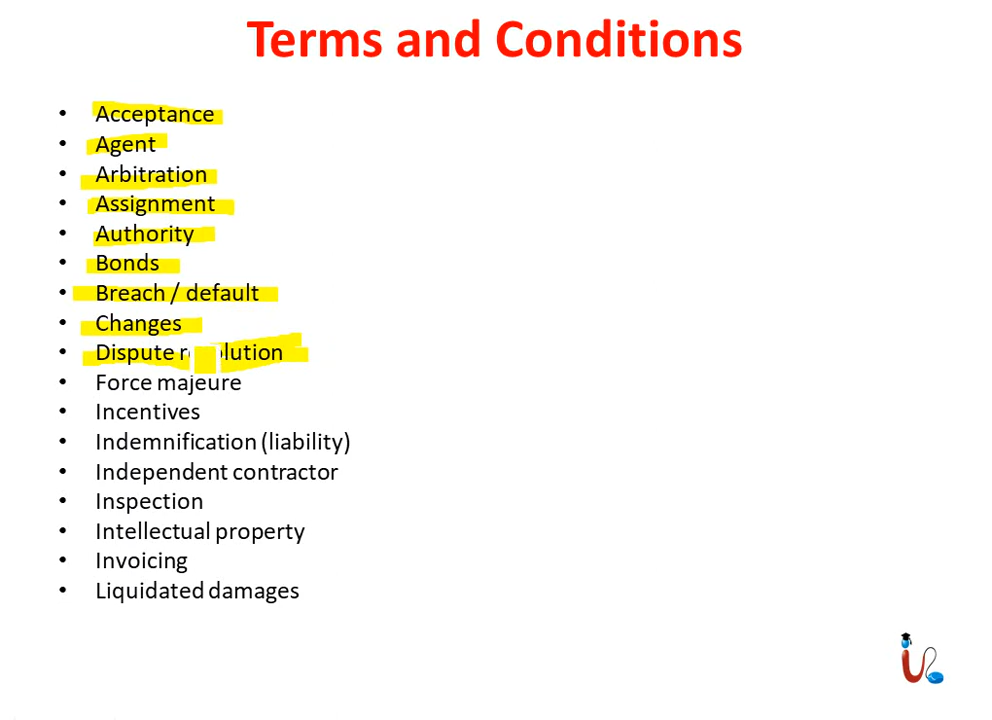 Terms and Conditions
• Acceptance
• Agent
• Arbitration
• Assignment
• Authority
• Bonds
• Breach / default
• Changes
• Dispute r lution
• Force majeure
• Incentives
• Indemnification (liability)
• Independent contractor
• Inspection
• Intellectual property
• Invoicing
• Liquidated damages